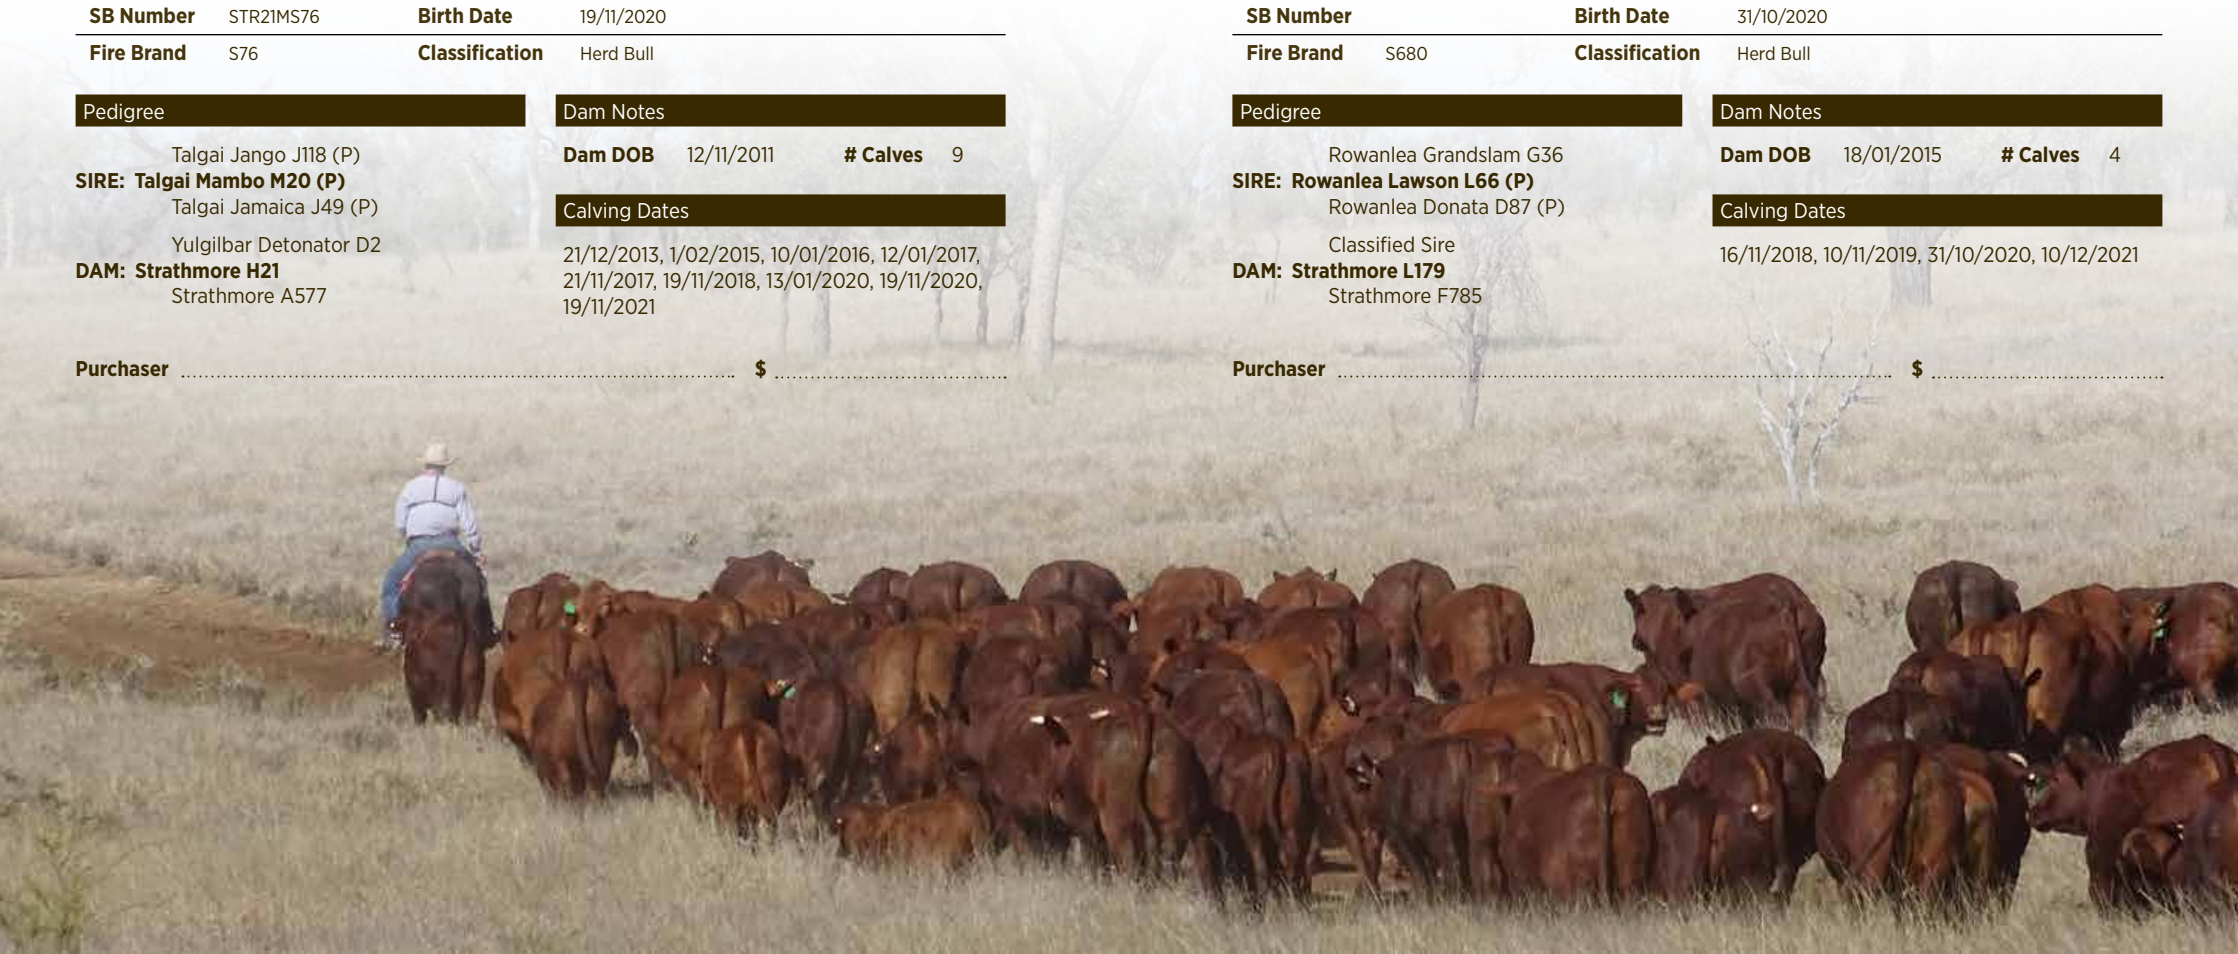 SB Number STR21MS76 Birth Date 19/11/2020
Fire Brand S76 Classification Herd Bull
Pedigree
Talgai Jango J118 (P)
SIRE: Talgai Mambo M20 (P)
Talgai Jamaica J49 (P)
Yulgilbar Detonator D2
DAM: Strathmore H21
Strathmore A577
Dam Notes
Dam DOB 12/11/2011 # Calves 9
Calving Dates
21/12/2013, 1/02/2015, 10/01/2016, 12/01/2017,
21/11/2017, 19/11/2018, 13/01/2020, 19/11/2020,
19/11/2021
Purchaser $
SB Number Birth Date 31/10/2020
Fire Brand S680 Classification Herd Bull
Pedigree
Rowanlea Grandslam G36
SIRE: Rowanlea Lawson L66 (P)
Rowanlea Donata D87 (P)
Classified Sire
DAM: Strathmore L179
Strathmore F785
Dam Notes
Dam DOB 18/01/2015 # Calves 4
Calving Dates
16/11/2018, 10/11/2019, 31/10/2020, 10/12/2021
Purchaser $